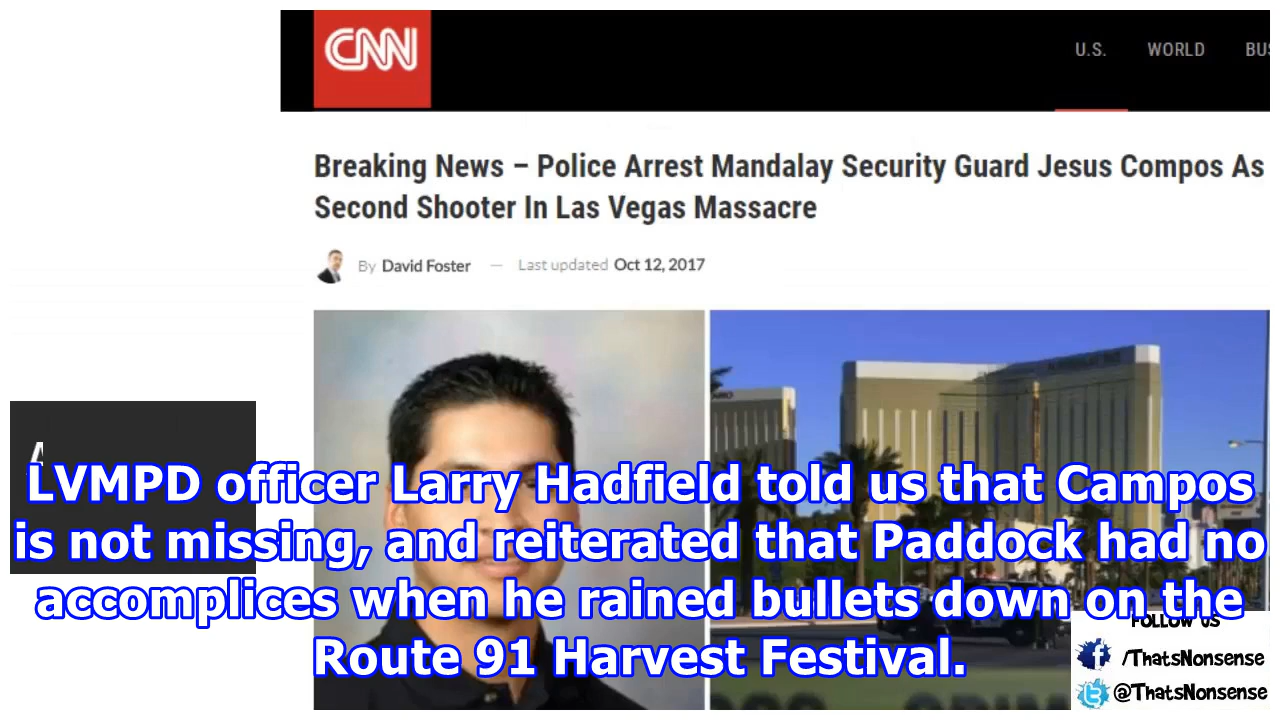 CNN
U.S. WORLD BUS
Breaking News – Police Arrest Mandalay Security Guard Jesus Compos As
Second Shooter In Las Vegas Massacre
By David Foster — Last updated Oct 12, 2017
LVMPD officer Larry Hadfield told us that Campos
is not missing, and reiterated that Paddock had no
accomplices when he rained bullets down on the
Route 91 Harvest Festival.
FOLLOW US
/ThatsNonsense
@ThatsNonsense